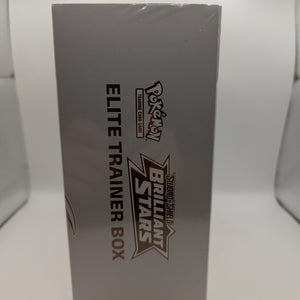 Pokémon
TRADING CARD GAME
SWORD & SHIELD
BRILLIANT
STARS
ELITE TRAINER BOX